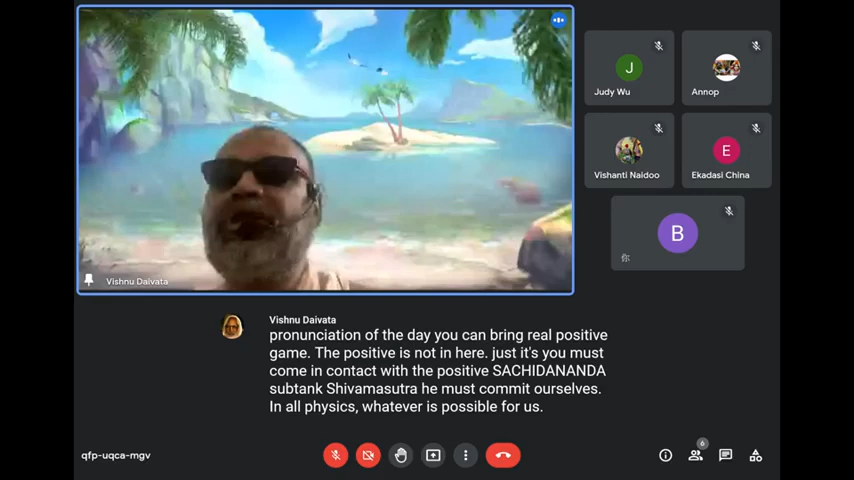 J
Judy Wu
Annop
Vishanti Naidoo
E
Ekadasi China
B
你
Vishnu Daivata
Vishnu Daivata
pronunciation of the day you can bring real positive
game. The positive is not in here. just it's you must
come in contact with the positive SACHIDANANDA
subtank Shivamasutra he must commit ourselves.
In all physics, whatever is possible for us.
qfp-uqca-mgv
6